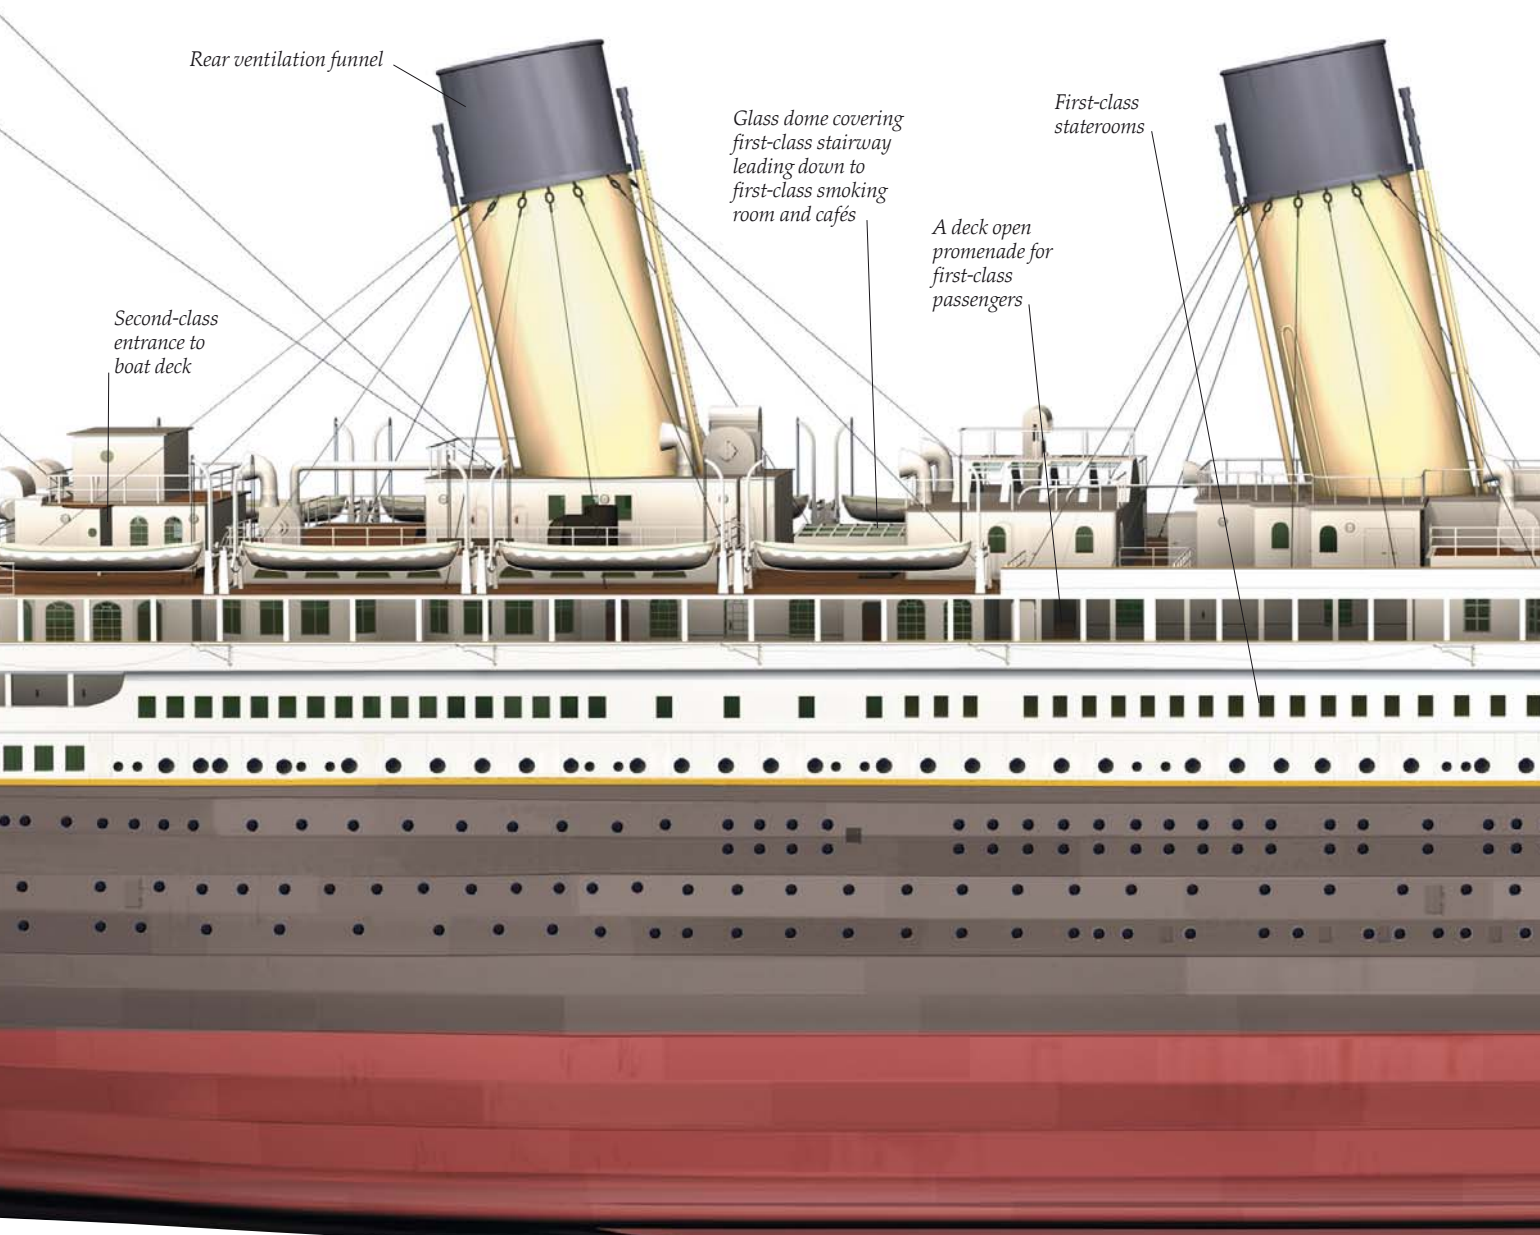 Rear ventilation funnel
Glass dome covering
first-class stairway
leading down to
first-class smoking
room and cafés
First-class
staterooms
A deck open
promenade for
first-class
passengers
Second-class
entrance to
boat deck